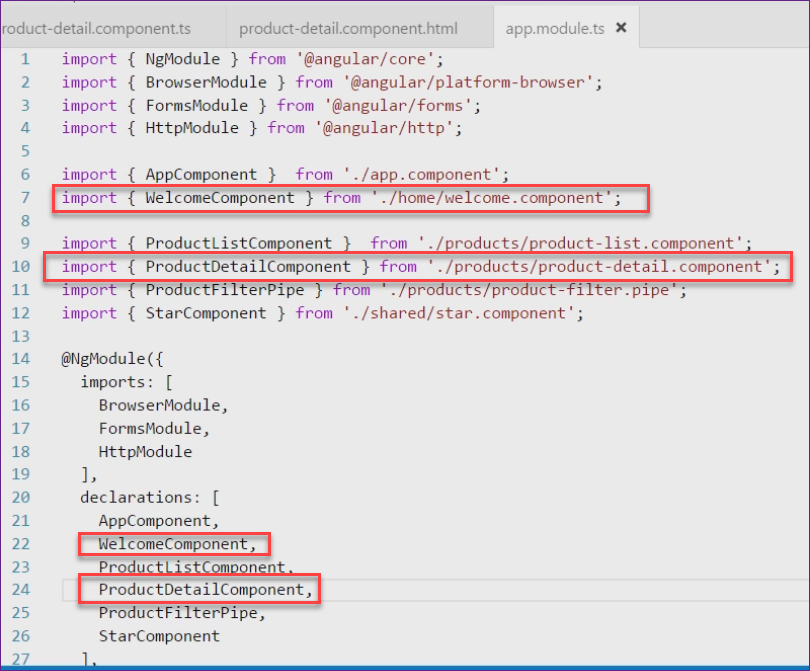 roduct-detail.component.ts product-detail.component.html app.module.ts ×
1 import { NgModule } from '@angular/core';
2 import { BrowserModule } from '@angular/platform-browser';
3 import { FormsModule } from '@angular/forms';
4 import { HttpModule } from '@angular/http';
5
6 import { AppComponent }  from './app.component';
7 import { WelcomeComponent } from './home/welcome.component';
8
9 import { ProductListComponent }  from './products/product-list.component';
10 import { ProductDetailComponent } from './products/product-detail.component';
11 import { ProductFilterPipe } from './products/product-filter.pipe';
12 import { StarComponent } from './shared/star.component';
13
14 @NgModule({
15   imports: [
16     BrowserModule,
17     FormsModule,
18     HttpModule
19   ],
20   declarations: [
21     AppComponent,
22     WelcomeComponent,
23     ProductListComponent,
24     ProductDetailComponent,
25     ProductFilterPipe,
26     StarComponent
27   ],